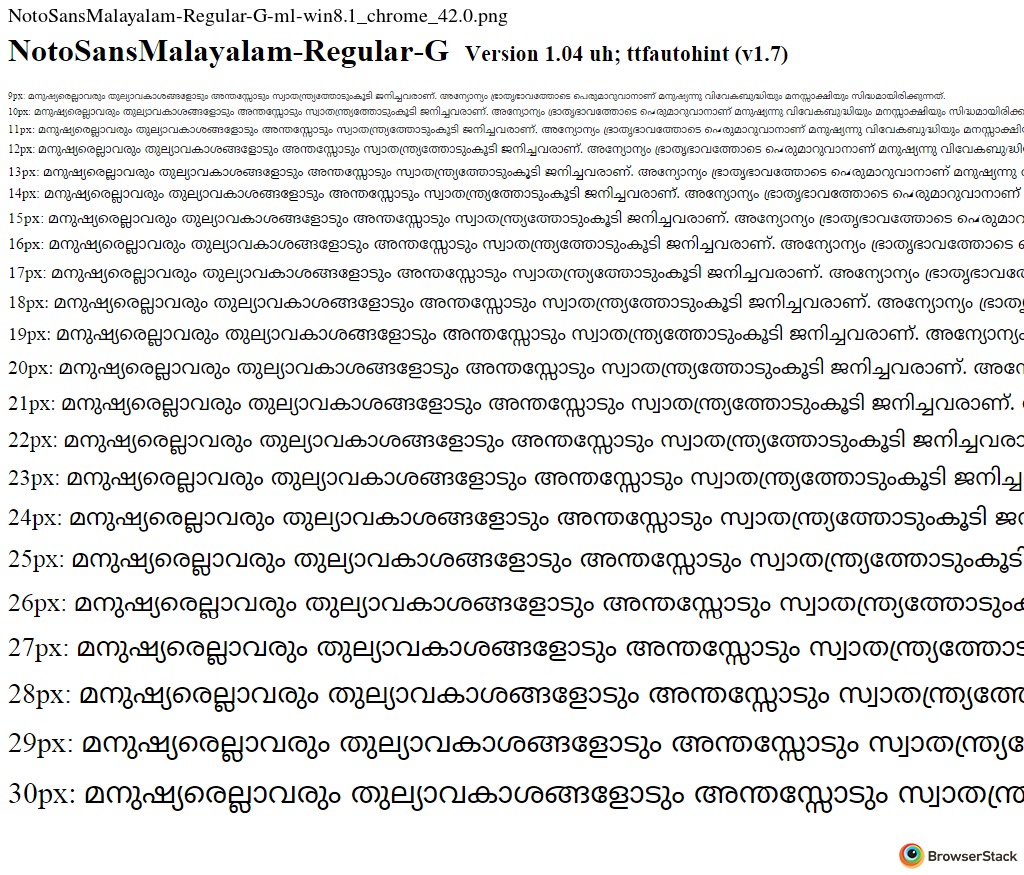 NotoSansMalayalam-Regular-G-ml-win8.1_chrome_42.0.png
NotoSansMalayalam-Regular-G Version 1.04 uh; ttfautohint (v1.7)
9px: മനുഷ്യരെല്ലാവരും തുല്യാവകാശങ്ങളോടും അന്തസ്സോടും സ്വാതന്ത്ര്യത്തോടുംകൂടി ജനിച്ചവരാണ്. അന്യോന്യം ഭ്രാതൃഭാവത്തോടെ പെരുമാറുവാനാണ് മനുഷ്യന്നു വിവേകബുദ്ധിയും മനസ്സാക്ഷിയും സിദ്ധമായിരിക്കുന്നത്.
10px: മനുഷ്യരെല്ലാവരും തുല്യാവകാശങ്ങളോടും അന്തസ്സോടും സ്വാതന്ത്ര്യത്തോടുംകൂടി ജനിച്ചവരാണ്. അന്യോന്യം ഭ്രാതൃഭാവത്തോടെ പെരുമാറുവാനാണ് മനുഷ്യന്നു വിവേകബുദ്ധിയും മനസ്സാക്ഷിയും
11px: മനുഷ്യരെല്ലാവരും തുല്യാവകാശങ്ങളോടും അന്തസ്സോടും സ്വാതന്ത്ര്യത്തോടുംകൂടി ജനിച്ചവരാണ്. അന്യോന്യം ഭ്രാതൃഭാവത്തോടെ പെരുമാറുവാനാണ് മനുഷ്യന്നു വിവേകബുദ്ധിയും
12px: മനുഷ്യരെല്ലാവരും തുല്യാവകാശങ്ങളോടും അന്തസ്സോടും സ്വാതന്ത്ര്യത്തോടുംകൂടി ജനിച്ചവരാണ്. അന്യോന്യം ഭ്രാതൃഭാവത്തോടെ പെരുമാറുവാനാണ് മനുഷ്യന്നു
13px: മനുഷ്യരെല്ലാവരും തുല്യാവകാശങ്ങളോടും അന്തസ്സോടും സ്വാതന്ത്ര്യത്തോടുംകൂടി ജനിച്ചവരാണ്. അന്യോന്യം ഭ്രാതൃഭാവത്തോടെ പെരുമാറുവാനാണ് മനുഷ്യന്നു
14px: മനുഷ്യരെല്ലാവരും തുല്യാവകാശങ്ങളോടും അന്തസ്സോടും സ്വാതന്ത്ര്യത്തോടുംകൂടി ജനിച്ചവരാണ്. അന്യോന്യം ഭ്രാതൃഭാവത്തോടെ പെരുമാറുവാനാണ്
15px: മനുഷ്യരെല്ലാവരും തുല്യാവകാശങ്ങളോടും അന്തസ്സോടും സ്വാതന്ത്ര്യത്തോടുംകൂടി ജനിച്ചവരാണ്. അന്യോന്യം ഭ്രാതൃഭാവത്തോടെ
16px: മനുഷ്യരെല്ലാവരും തുല്യാവകാശങ്ങളോടും അന്തസ്സോടും സ്വാതന്ത്ര്യത്തോടുംകൂടി ജനിച്ചവരാണ്. അന്യോന്യം ഭ്രാതൃഭാവത്തോടെ
17px: മനുഷ്യരെല്ലാവരും തുല്യാവകാശങ്ങളോടും അന്തസ്സോടും സ്വാതന്ത്ര്യത്തോടുംകൂടി ജനിച്ചവരാണ്. അന്യോന്യം
18px: മനുഷ്യരെല്ലാവരും തുല്യാവകാശങ്ങളോടും അന്തസ്സോടും സ്വാതന്ത്ര്യത്തോടുംകൂടി ജനിച്ചവരാണ്. അന്യോന്യം
19px: മനുഷ്യരെല്ലാവരും തുല്യാവകാശങ്ങളോടും അന്തസ്സോടും സ്വാതന്ത്ര്യത്തോടുംകൂടി ജനിച്ചവരാണ്. അന്യോന്യം
20px: മനുഷ്യരെല്ലാവരും തുല്യാവകാശങ്ങളോടും അന്തസ്സോടും സ്വാതന്ത്ര്യത്തോടുംകൂടി ജനിച്ചവരാണ്.
21px: മനുഷ്യരെല്ലാവരും തുല്യാവകാശങ്ങളോടും അന്തസ്സോടും സ്വാതന്ത്ര്യത്തോടുംകൂടി ജനിച്ചവരാണ്.
22px: മനുഷ്യരെല്ലാവരും തുല്യാവകാശങ്ങളോടും അന്തസ്സോടും സ്വാതന്ത്ര്യത്തോടുംകൂടി ജനിച്ചവരാ
23px: മനുഷ്യരെല്ലാവരും തുല്യാവകാശങ്ങളോടും അന്തസ്സോടും സ്വാതന്ത്ര്യത്തോടുംകൂടി ജനിച്ച
24px: മനുഷ്യരെല്ലാവരും തുല്യാവകാശങ്ങളോടും അന്തസ്സോടും സ്വാതന്ത്ര്യത്തോടുംകൂടി
25px: മനുഷ്യരെല്ലാവരും തുല്യാവകാശങ്ങളോടും അന്തസ്സോടും സ്വാതന്ത്ര്യത്തോടുംകൂടി
26px: മനുഷ്യരെല്ലാവരും തുല്യാവകാശങ്ങളോടും അന്തസ്സോടും സ്വാതന്ത്ര്യത്തോടും
27px: മനുഷ്യരെല്ലാവരും തുല്യാവകാശങ്ങളോടും അന്തസ്സോടും സ്വാതന്ത്ര്യത്തോട
28px: മനുഷ്യരെല്ലാവരും തുല്യാവകാശങ്ങളോടും അന്തസ്സോടും സ്വാതന്ത്ര്യത്തേ
29px: മനുഷ്യരെല്ലാവരും തുല്യാവകാശങ്ങളോടും അന്തസ്സോടും സ്വാതന്ത്ര്യ
30px: മനുഷ്യരെല്ലാവരും തുല്യാവകാശങ്ങളോടും അന്തസ്സോടും സ്വാതന്ത്ര
BrowserStack